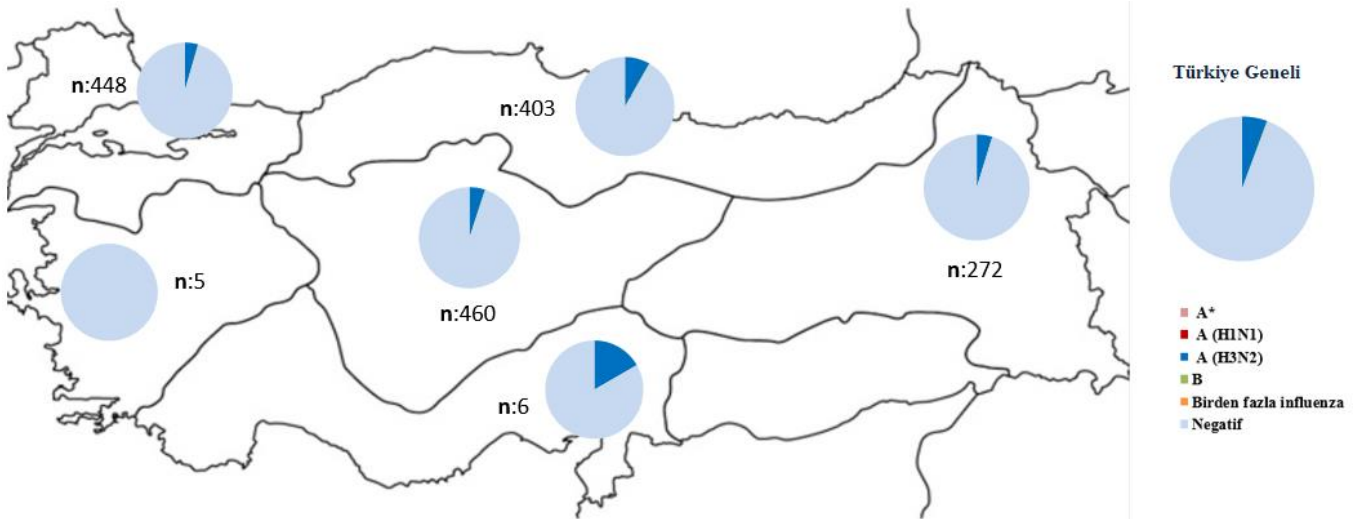 n:448
n:403
n:5
n:460
n:272
n:6
Türkiye Geneli
A*
A (H1N1)
A (H3N2)
B
Birden fazla influenza
Negatif